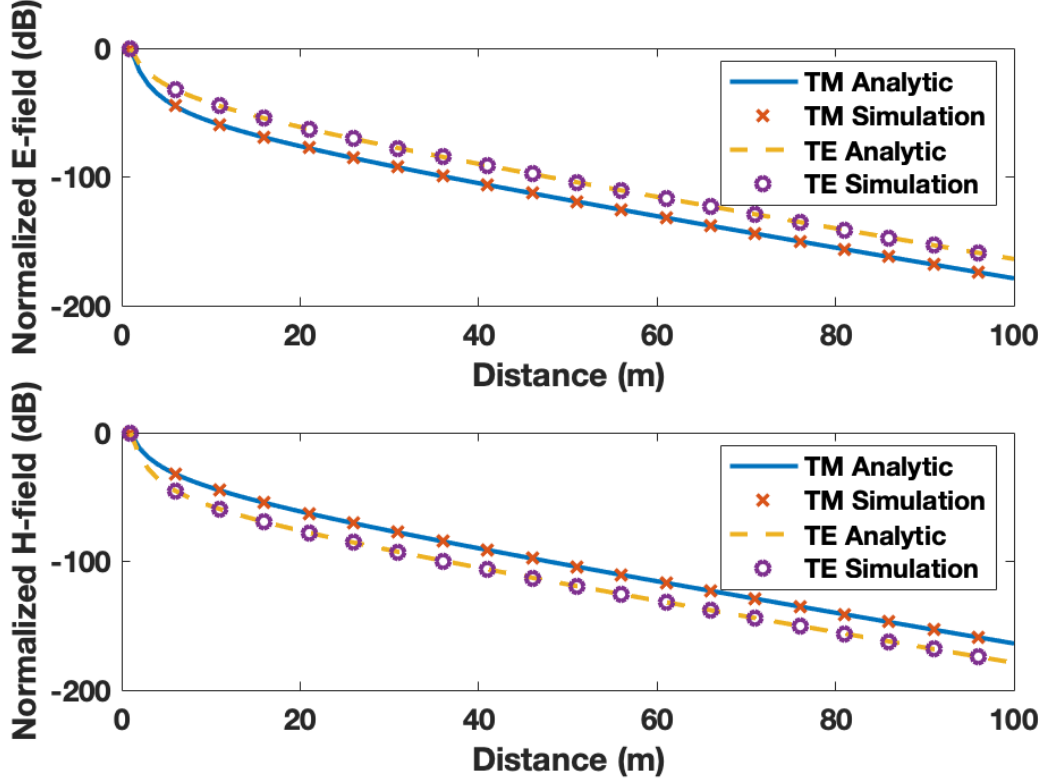 Normalized E-field (dB)
0
-100
-200
0
20
40
60
80
100
Distance (m)
TM Analytic
TM Simulation
TE Analytic
TE Simulation
Normalized H-field (dB)
0
-100
-200
0
20
40
60
80
100
Distance (m)
TM Analytic
TM Simulation
TE Analytic
TE Simulation